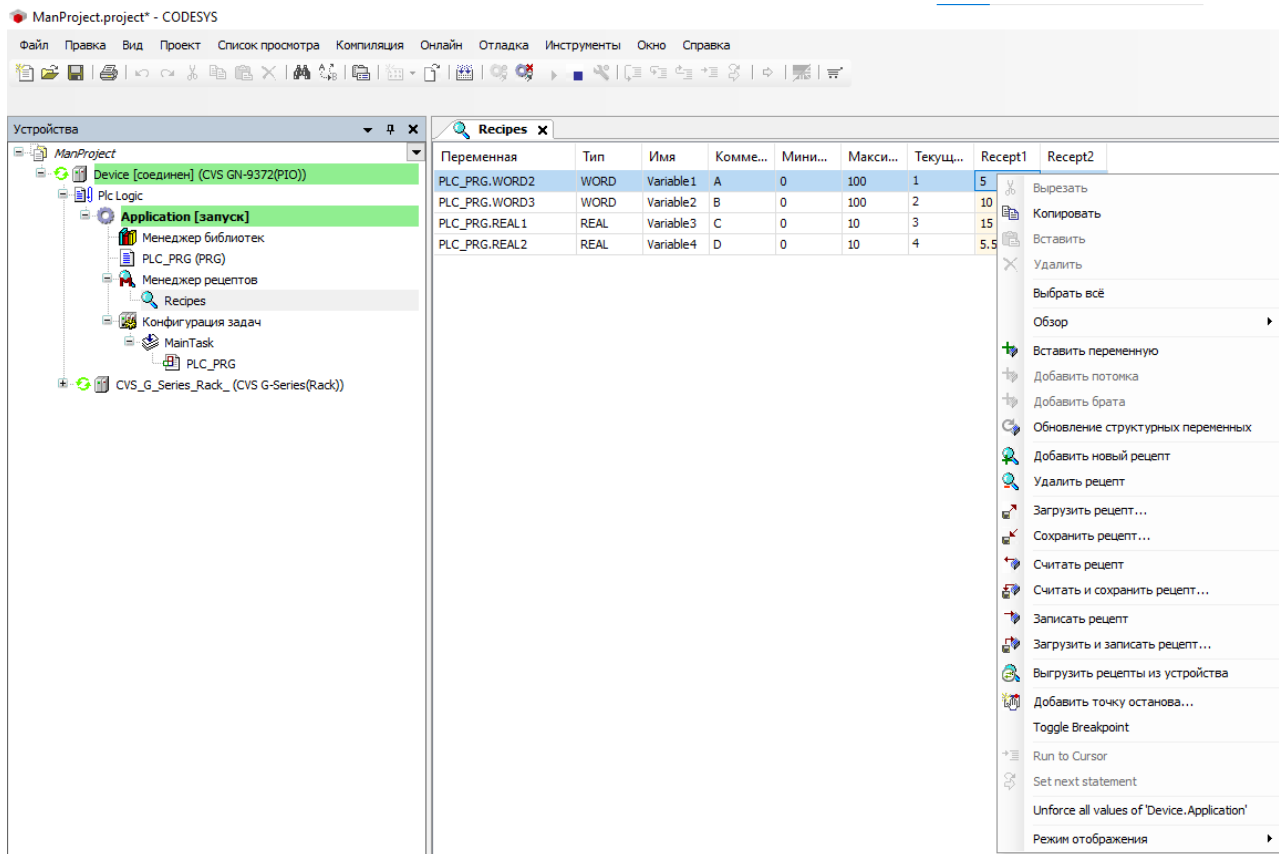 ManProject.project* - CODESYS
Файл Правка Вид Проект Список просмотра Компиляция Онлайн Отладка Инструменты Окно Справка
Устройства
ManProject
Device [соединен] (CVS GN-9372(PIO))
Plc Logic
Application [запуск]
Менеджер библиотек
PLC_PRG (PRG)
Менеджер рецептов
Recipes
Конфигурация задач
MainTask
PLC_PRG
CVS_G_Series_Rack_ (CVS G-Series(Rack))
Recipes
Переменная Тип Имя Комме... Мини... Макси... Текущ... Recept1 Recept2
PLC_PRG.WORD2 WORD Variable1 A 0 100 1 5
PLC_PRG.WORD3 WORD Variable2 B 0 100 2 10
PLC_PRG.REAL1 REAL Variable3 C 0 10 3 15
PLC_PRG.REAL2 REAL Variable4 D 0 10 4 5.5
Вырезать
Копировать
Вставить
Удалить
Выбрать всё
Обзор
Вставить переменную
Добавить потомка
Добавить брата
Обновление структурных переменных
Добавить новый рецепт
Удалить рецепт
Загрузить рецепт...
Сохранить рецепт...
Считать рецепт
Считать и сохранить рецепт...
Записать рецепт
Загрузить и записать рецепт...
Выгрузить рецепты из устройства
Добавить точку останова...
Toggle Breakpoint
Run to Cursor
Set next statement
Unforce all values of 'Device.Application'
Режим отображения